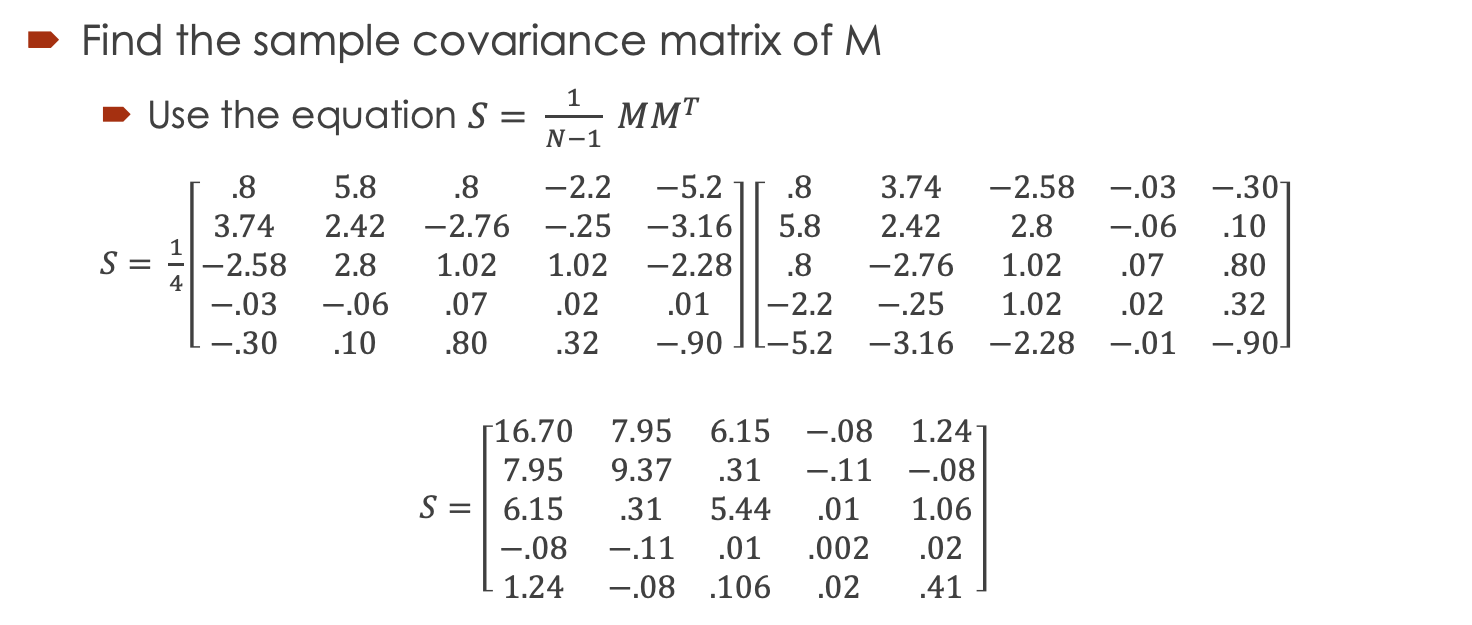 Find the sample covariance matrix of M
Use the equation S = 1/(N−1) MMᵀ
S = 1/4 [ .8 5.8 .8 −2.2 −5.2 ] [ .8 3.74 −2.58 −.03 −.30 ]
[ 3.74 2.42 −2.76 −.25 −3.16 ] [ 5.8 2.42 2.8 −.06 .10 ]
[ −2.58 2.8 1.02 1.02 −2.28 ] [ .8 −2.76 1.02 .07 .80 ]
[ −.03 −.06 .07 .02 .01 ] [ −2.2 −.25 1.02 .02 .32 ]
[ −.30 .10 .80 .32 −.90 ] [ −5.2 −3.16 −2.28 −.01 −.90 ]
S = [ 16.70 7.95 6.15 −.08 1.24 ]
[ 7.95 9.37 .31 −.11 −.08 ]
[ 6.15 .31 5.44 .01 1.06 ]
[ −.08 −.11 .01 .002 .02 ]
[ 1.24 −.08 .106 .02 .41 ]